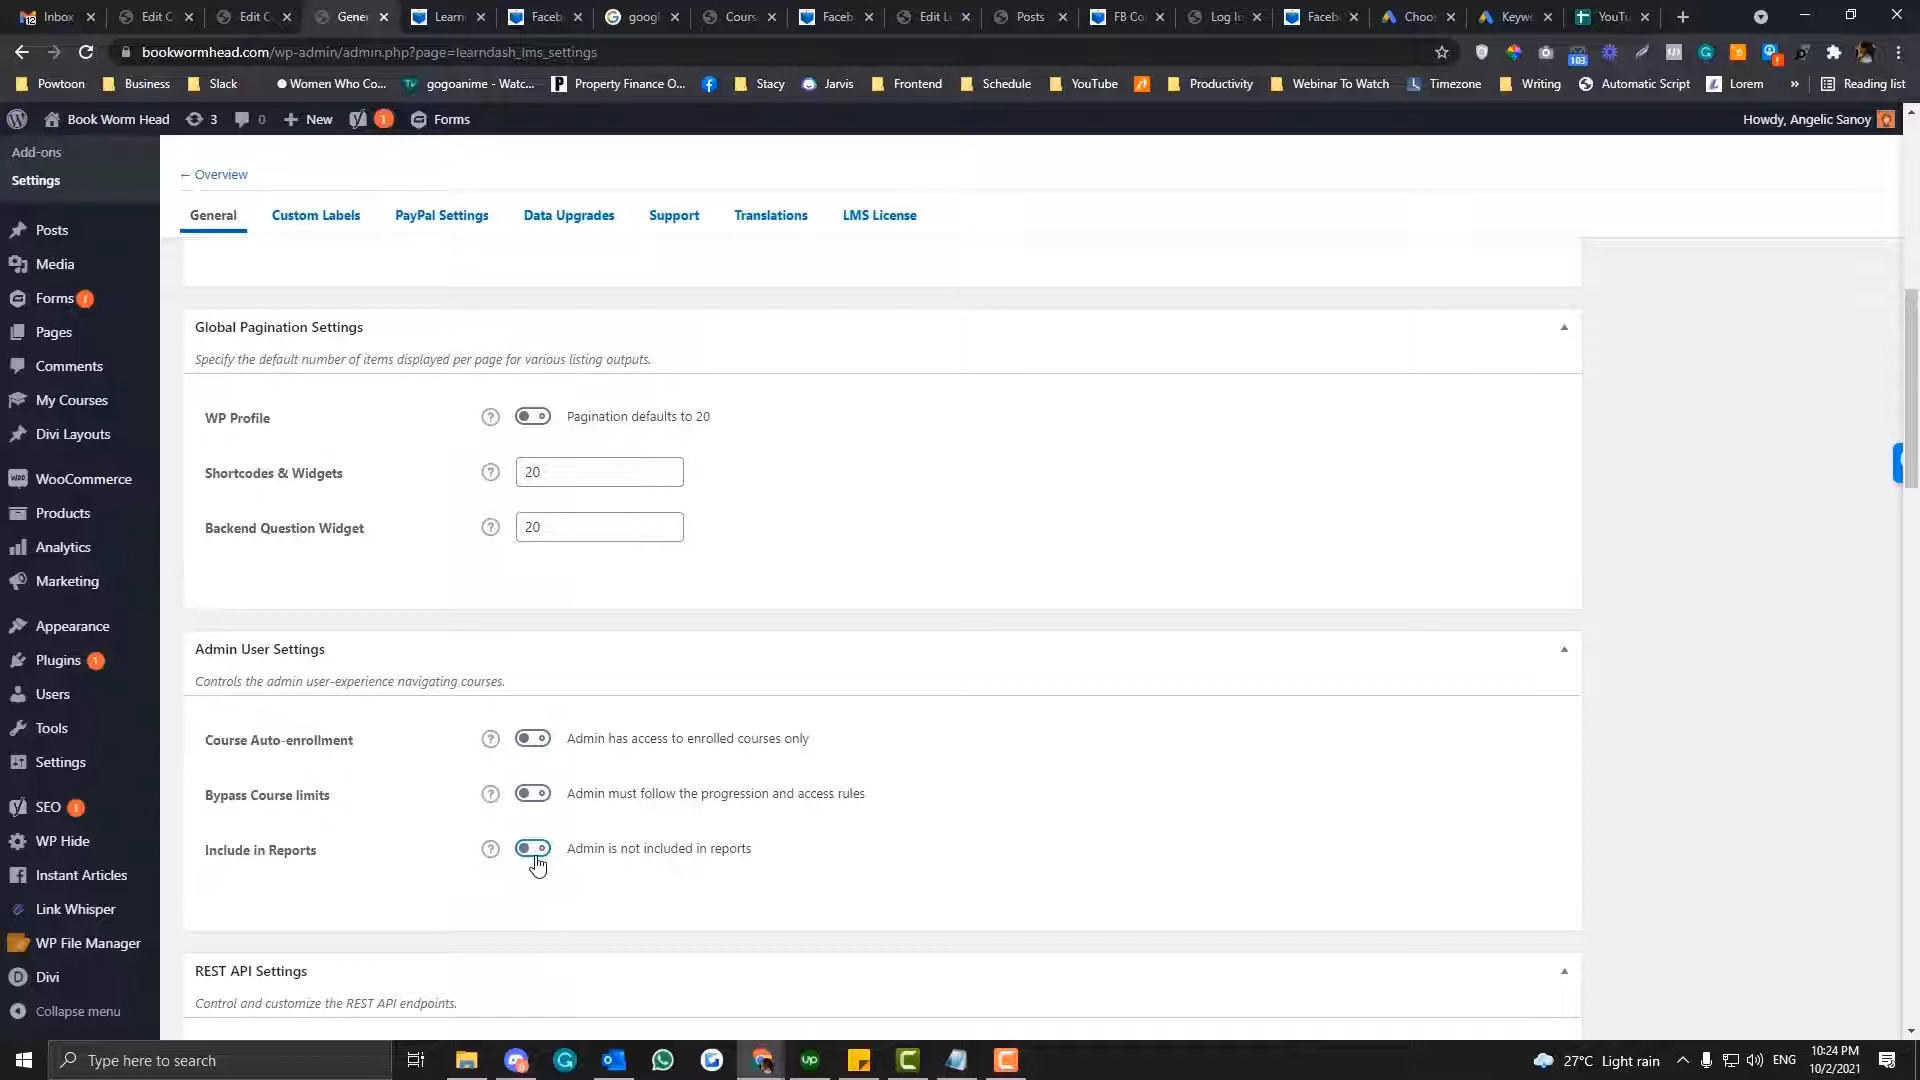 Inbox
Edit C
Edit C
Gene
Learn
Faceb
googl
Cours
Faceb
Edit L
Posts
FB Co
Log In
Faceb
Choo
Keyw
YouTu
bookwormhead.com/wp-admin/admin.php?page=learndash_lms_settings
103
Powtoon
Business
Slack
Women Who Co...
gogoanime - Watc...
Property Finance O...
Stacy
Jarvis
Frontend
Schedule
YouTube
Productivity
Webinar To Watch
Timezone
Writing
Automatic Script
Lorem
»
Reading list
Book Worm Head
3
0
New
1
Forms
Howdy, Angelic Sanoy
Add-ons
Settings
Posts
Media
Forms 1
Pages
Comments
My Courses
Divi Layouts
WooCommerce
Products
Analytics
Marketing
Appearance
Plugins 1
Users
Tools
Settings
SEO 1
WP Hide
Instant Articles
Link Whisper
WP File Manager
Divi
Collapse menu
← Overview
General
Custom Labels
PayPal Settings
Data Upgrades
Support
Translations
LMS License
Global Pagination Settings
Specify the default number of items displayed per page for various listing outputs.
WP Profile
Pagination defaults to 20
Shortcodes & Widgets
20
Backend Question Widget
20
Admin User Settings
Controls the admin user-experience navigating courses.
Course Auto-enrollment
Admin has access to enrolled courses only
Bypass Course limits
Admin must follow the progression and access rules
Include in Reports
Admin is not included in reports
REST API Settings
Control and customize the REST API endpoints.
Type here to search
27°C Light rain
ENG
10:24 PM
10/2/2021